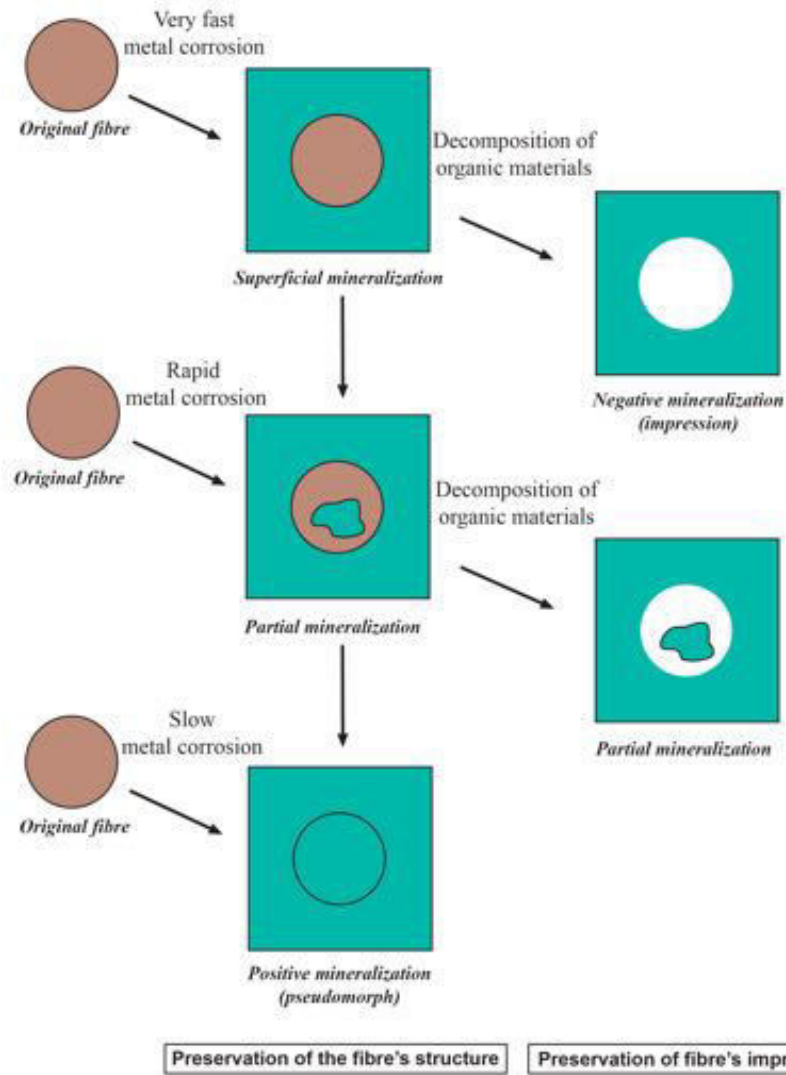 Very fast
metal corrosion
Original fibre
Decomposition of
organic materials
Superficial mineralization
Negative mineralization
(impression)
Rapid
metal corrosion
Original fibre
Decomposition of
organic materials
Partial mineralization
Partial mineralization
Slow
metal corrosion
Original fibre
Positive mineralization
(pseudomorph)
Preservation of the fibre's structure
Preservation of fibre's impr